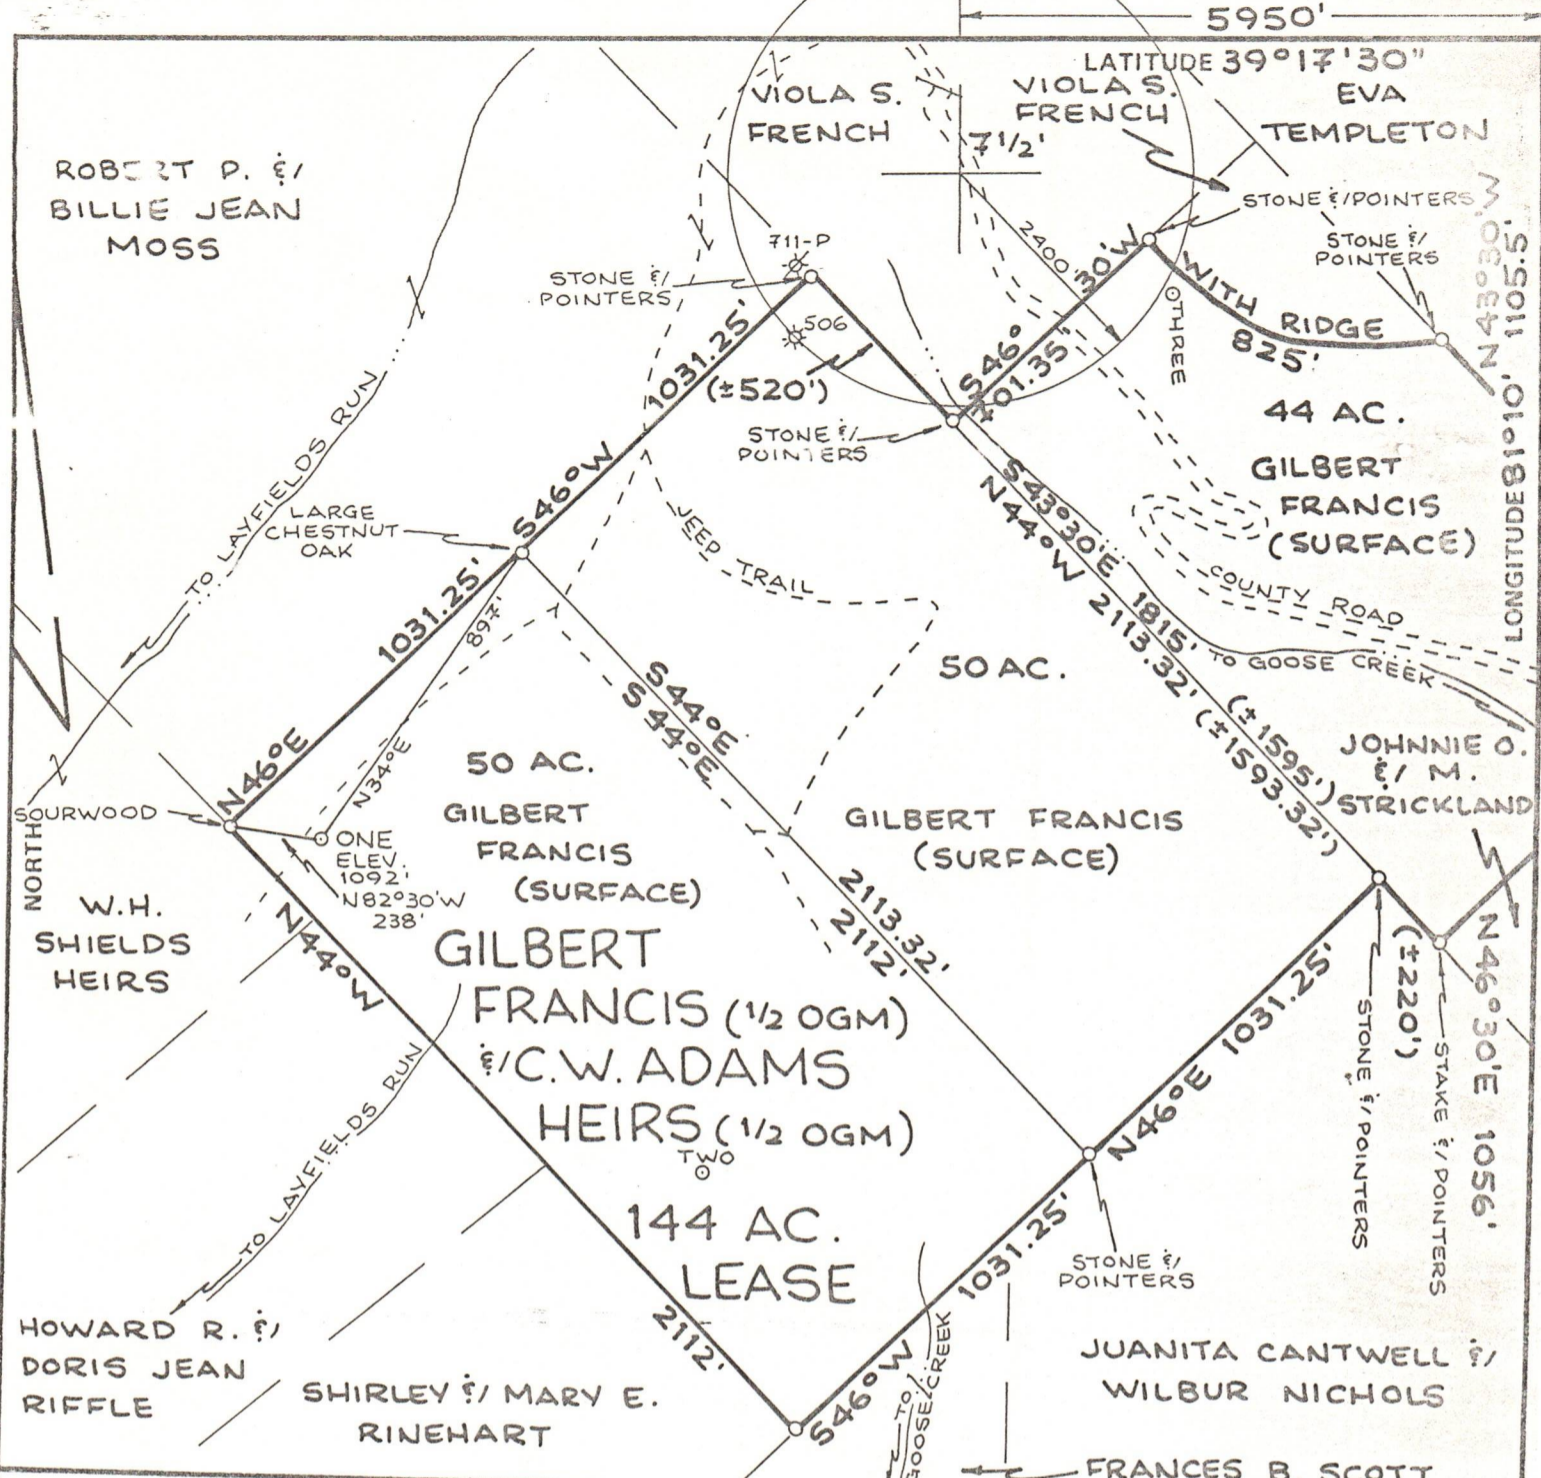 5950'
LATITUDE 39°17'30"
VIOLA S.
FRENCH
VIOLA S.
FRENCH
EVA
TEMPLETON
7 1/2'
ROBERT P. &
BILLIE JEAN
MOSS
STONE & POINTERS
STONE &
POINTERS
N43°30'W
1105.5'
711-P
STONE &
POINTERS
506
2400'
S46°30'W
701.35'
WITH RIDGE
825'
THREE
1031.25'
(±520')
STONE &
POINTERS
44 AC.
GILBERT
FRANCIS
(SURFACE)
LONGITUDE 81°10'
TO LAYFIELDS RUN
S46°W
LARGE
CHESTNUT
OAK
JEEP TRAIL
S43°30'E
1815'
(±1595')
N44°W
2113.32'
(±1593.32')
COUNTY ROAD
TO GOOSE CREEK
1031.25'
897'
N34°E
N46°E
S44°E
S44°E
50 AC.
JOHNNIE O.
& M.
STRICKLAND
SOURWOOD
NORTH
ONE
ELEV.
1092'
N82°30'W
238'
50 AC.
GILBERT
FRANCIS
(SURFACE)
GILBERT FRANCIS
(SURFACE)
2113.32'
2112'
W.H.
SHIELDS
HEIRS
N44°W
GILBERT
FRANCIS (1/2 OGM)
& C.W. ADAMS
HEIRS (1/2 OGM)
TWO
144 AC.
LEASE
1031.25'
N46°E
(±220')
STONE & POINTERS
STAKE & POINTERS
N46°30'E 1056'
TO LAYFIELDS RUN
1031.25'
STONE &
POINTERS
2112'
S46°W
TO
GOOSE CREEK
HOWARD R. &
DORIS JEAN
RIFFLE
SHIRLEY & MARY E.
RINEHART
JUANITA CANTWELL &
WILBUR NICHOLS
FRANCES B. SCOTT